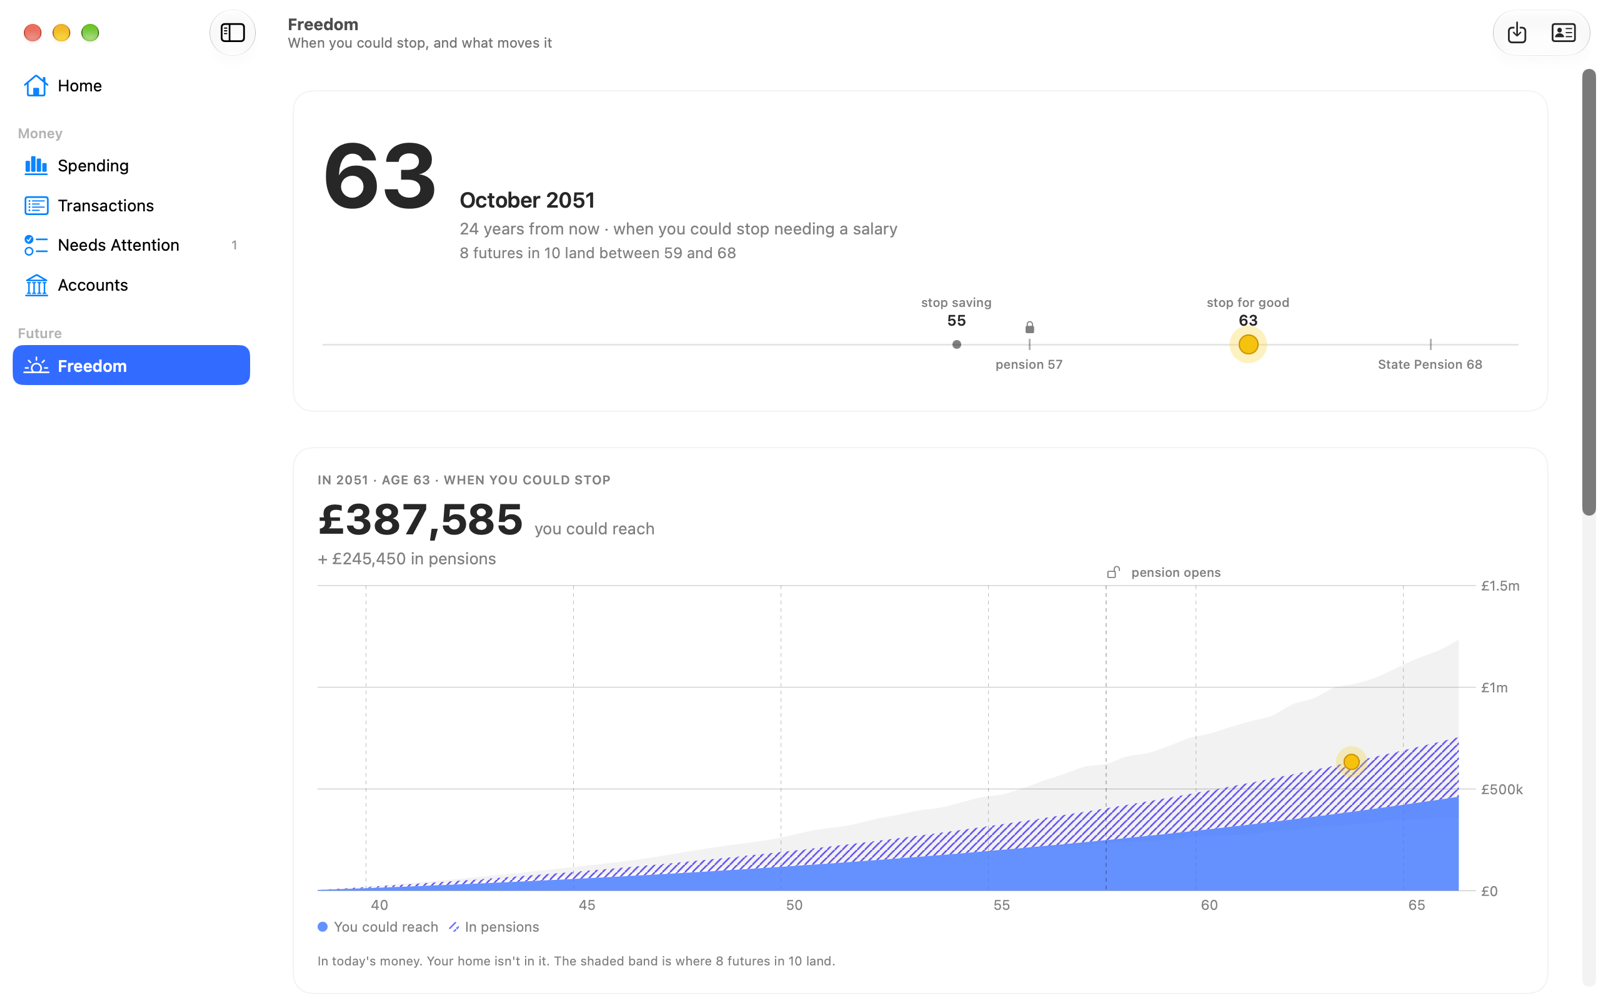 Freedom
When you could stop, and what moves it
Home
Money
Spending
Transactions
Needs Attention 1
Accounts
Future
Freedom
63
October 2051
24 years from now · when you could stop needing a salary
8 futures in 10 land between 59 and 68
stop saving
55
pension 57
stop for good
63
State Pension 68
IN 2051 · AGE 63 · WHEN YOU COULD STOP
£387,585 you could reach
+ £245,450 in pensions
pension opens
£1.5m
£1m
£500k
£0
40 45 50 55 60 65
You could reach In pensions
In today's money. Your home isn't in it. The shaded band is where 8 futures in 10 land.